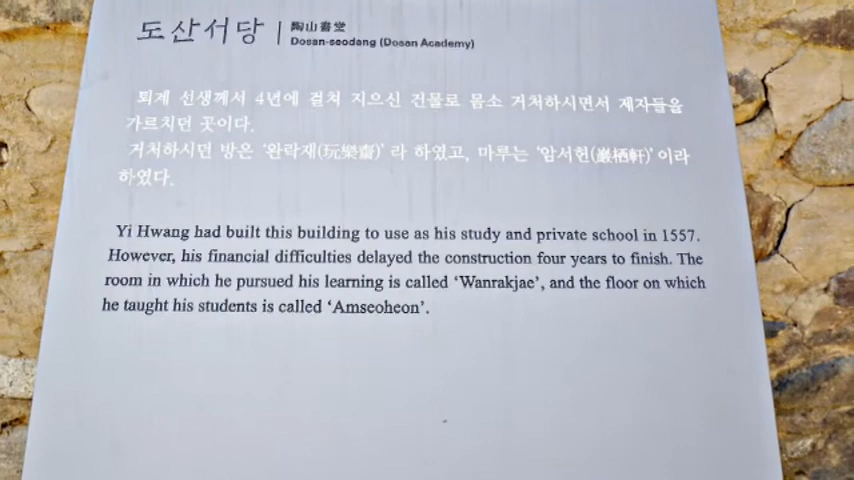 도산서당 | 陶山書堂
Dosan-seodang (Dosan Academy)
퇴계 선생께서 4년에 걸쳐 지으신 건물로 몸소 거처하시면서 제자들을
가르치던 곳이다.
거처하시던 방은 ‘완락재(玩樂齋)’ 라 하였고, 마루는 ‘암서헌(巖栖軒)’이라
하였다.
Yi Hwang had built this building to use as his study and private school in 1557.
However, his financial difficulties delayed the construction four years to finish. The
room in which he pursued his learning is called ‘Wanrakjae’, and the floor on which
he taught his students is called ‘Amseoheon’.